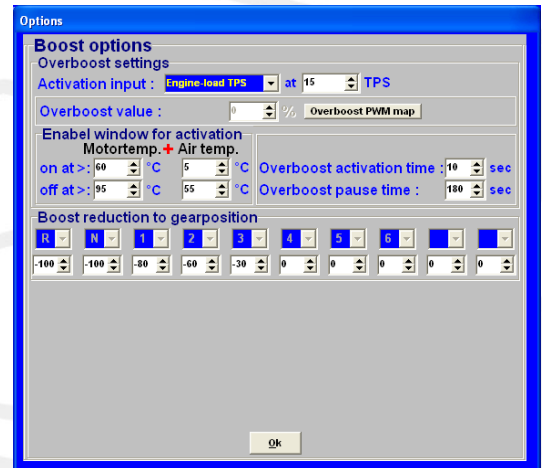 Options
Boost options
Overboost settings
Activation input : Engine-load TPS at 15 TPS
Overboost value : 0 % Overboost PWM map
Enabel window for activation
Motortemp. + Air temp.
on at >: 60 °C 5 °C Overboost activation time : 10 sec
off at >: 95 °C 55 °C Overboost pause time : 180 sec
Boost reduction to gearposition
R N 1 2 3 4 5 6
-100 -100 -80 -60 -30 0 0 0 0 0
Ok